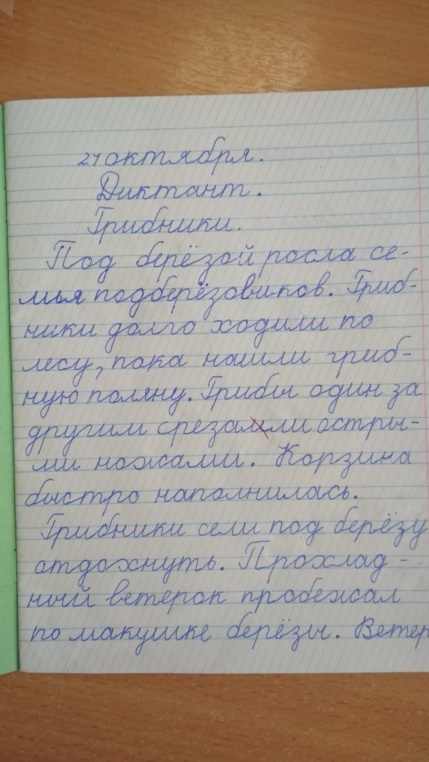 21 октября.
Диктант.
Грибники.
Под берёзой росла се-
мья подберёзовиков. Гриб-
ники долго ходили по
лесу, пока нашли гриб-
ную поляну. Грибы один за
другим срезали остры-
ми ножами. Корзина
быстро наполнилась.
Грибники сели под берёзу
отдохнуть. Прохлад-
ный ветерок пробежал
по макушке берёзы. Ветер